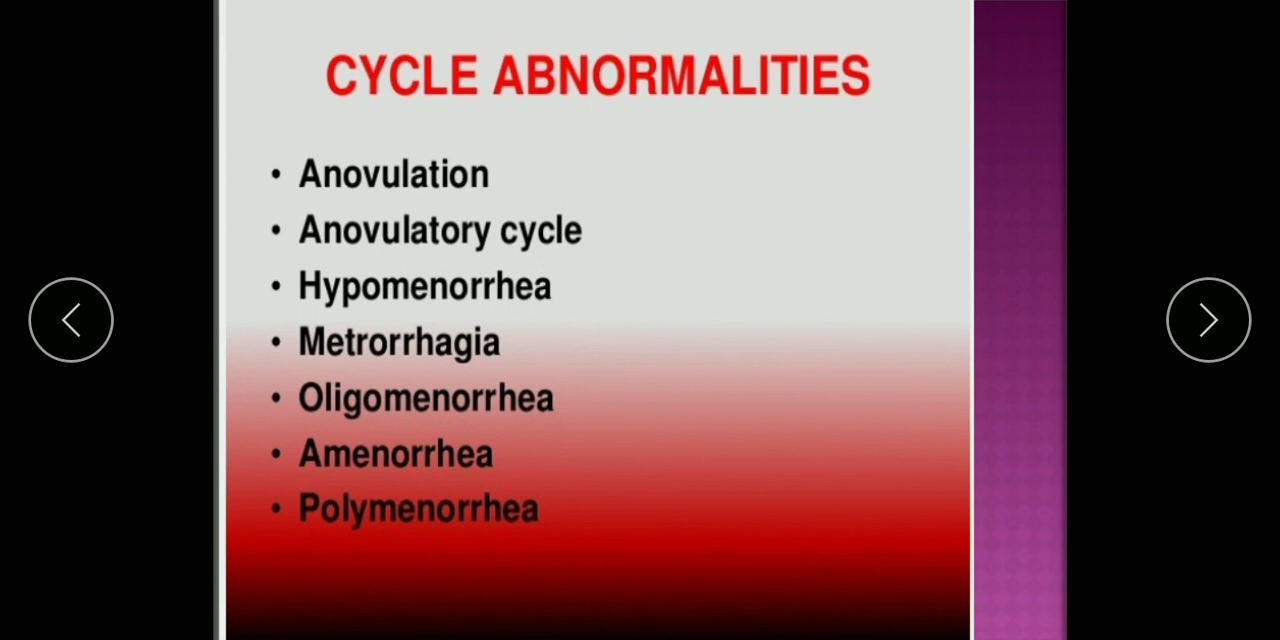 CYCLE ABNORMALITIES
• Anovulation
• Anovulatory cycle
• Hypomenorrhea
• Metrorrhagia
• Oligomenorrhea
• Amenorrhea
• Polymenorrhea